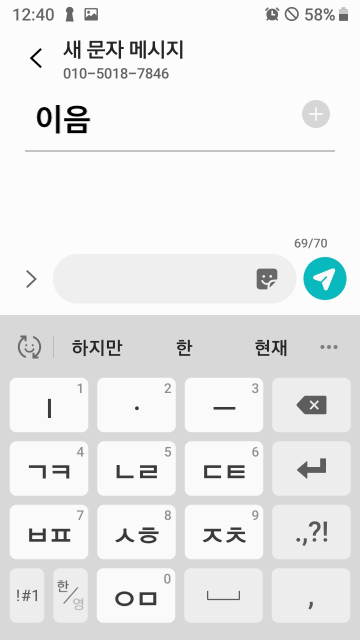 12:40 58%
새 문자 메시지
010-5018-7846
이음
69/70
하지만 한 현재
1 ㅣ 2 · 3 ㅡ
4 ㄱㅋ 5 ㄴㄹ 6 ㄷㅌ
7 ㅂㅍ 8 ㅅㅎ 9 ㅈㅊ .,?!
!#1 한/영 0 ㅇㅁ ,